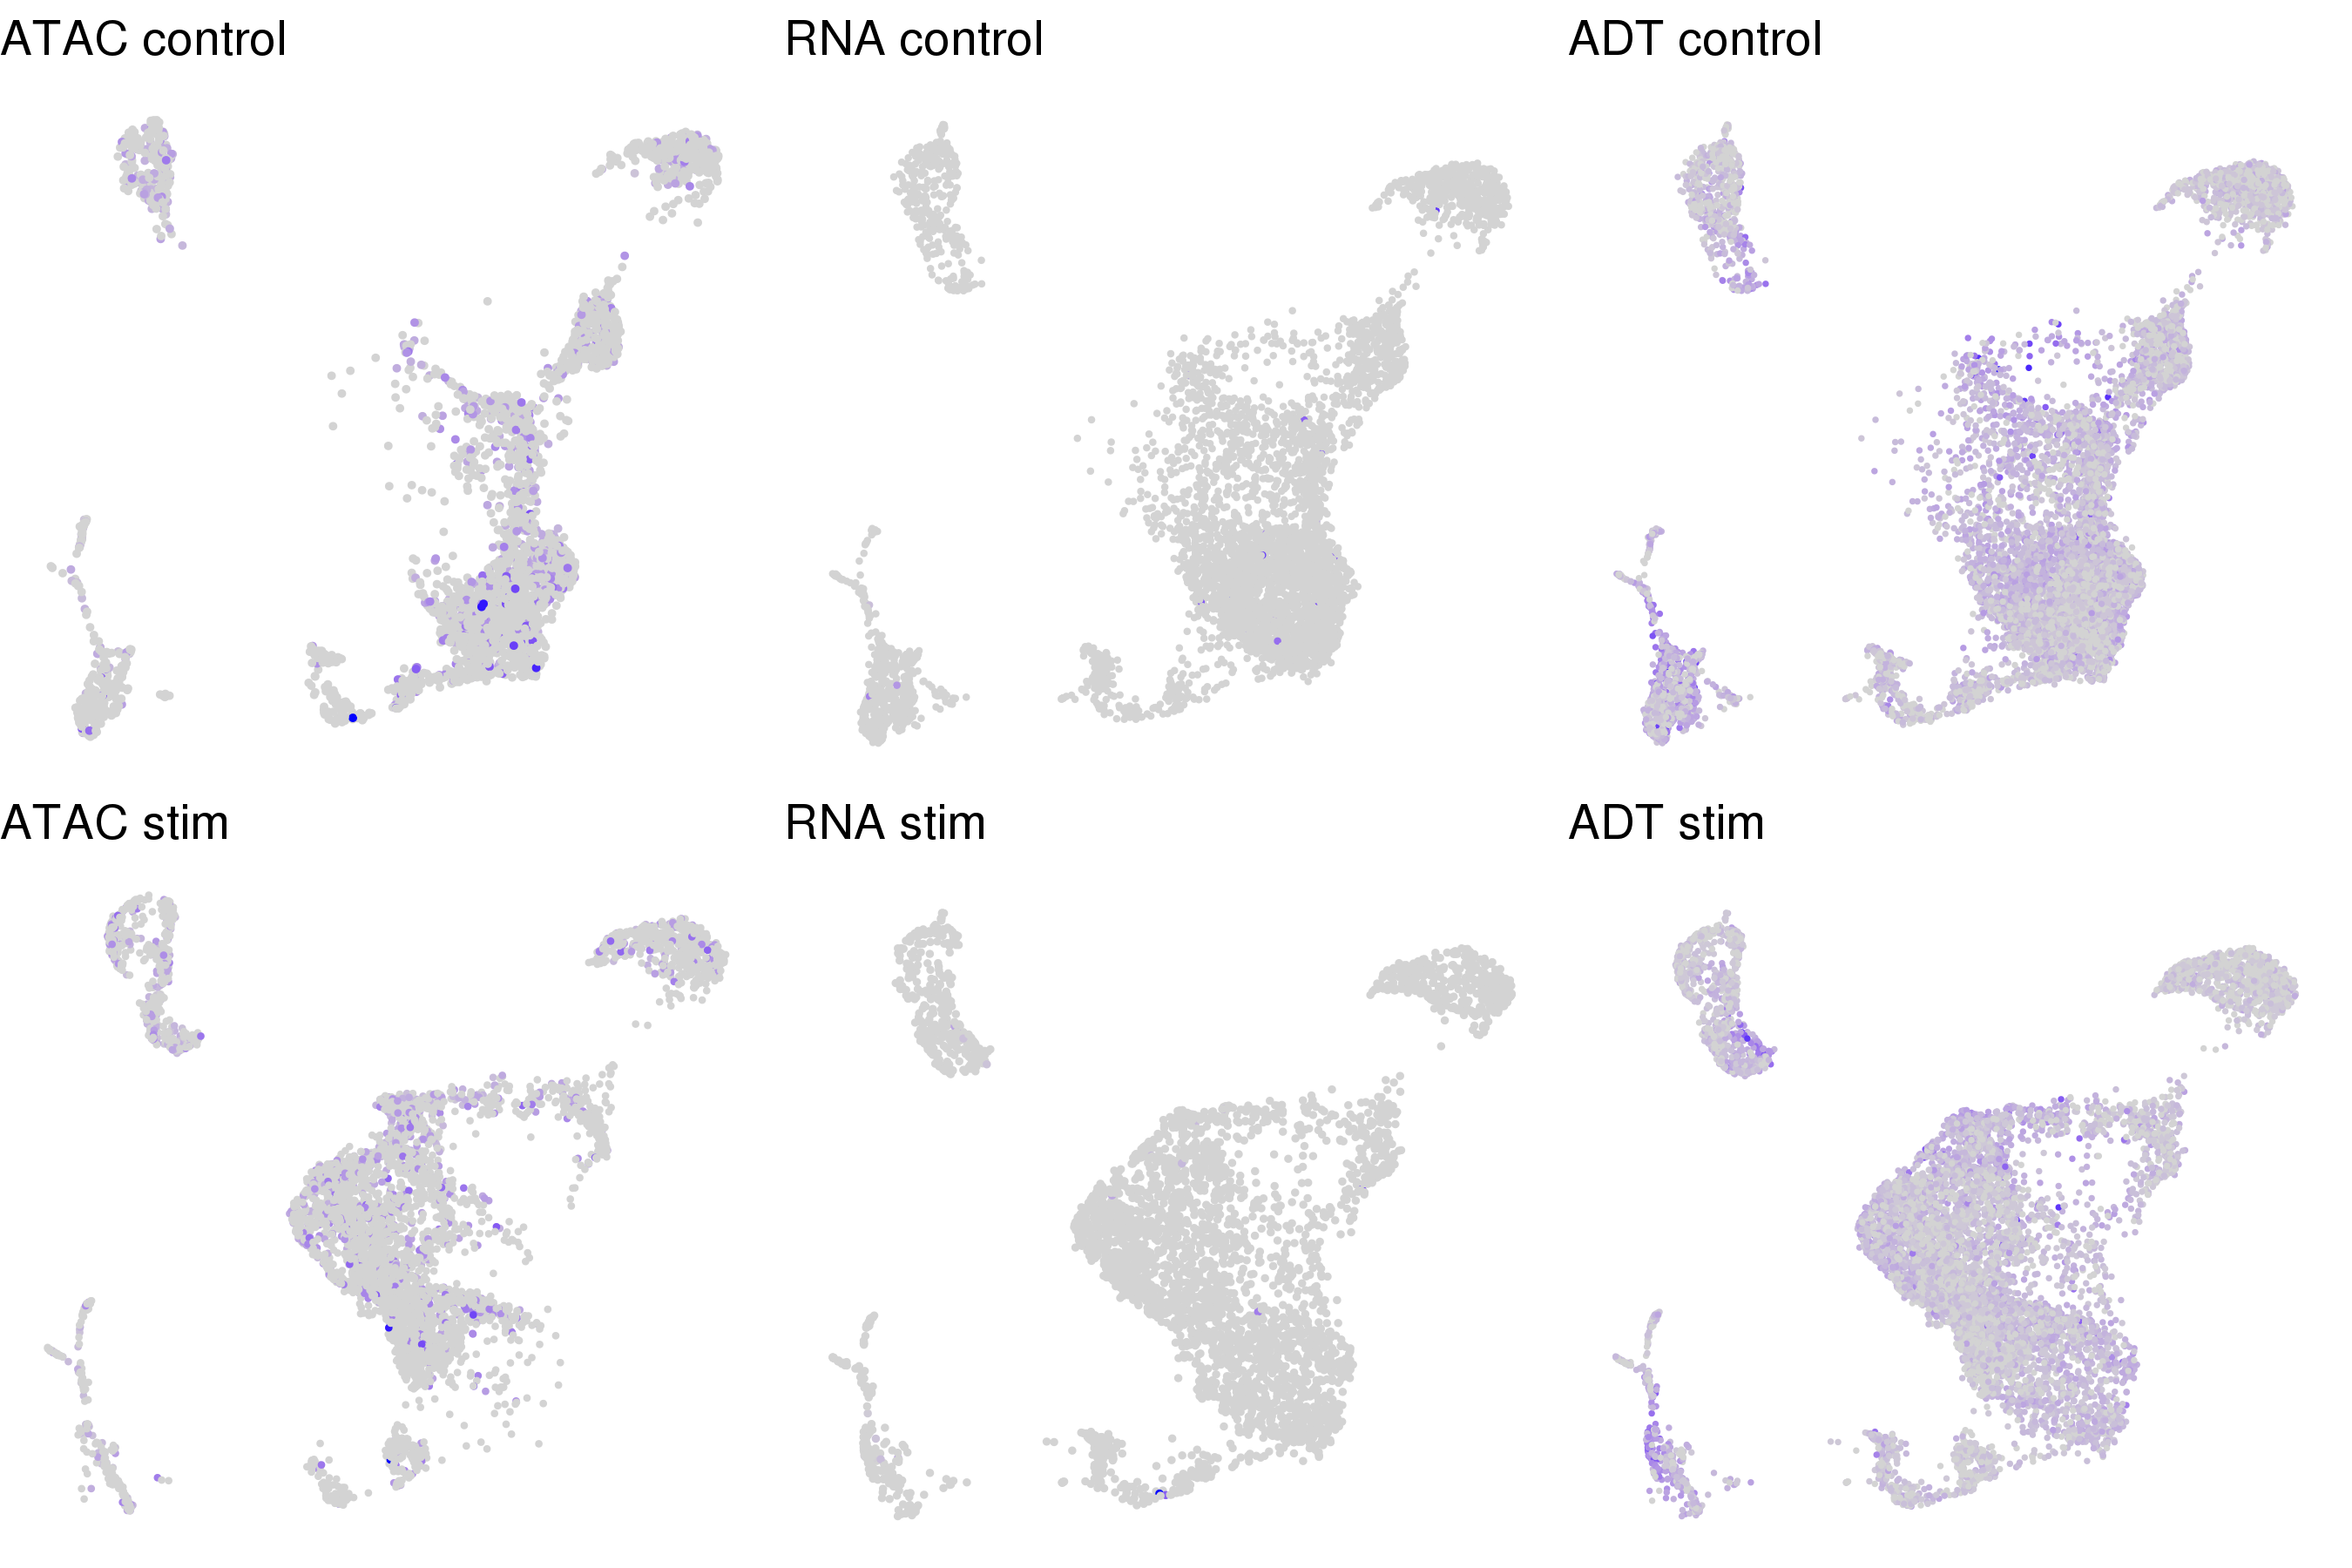 ATAC control
RNA control
ADT control
ATAC stim
RNA stim
ADT stim